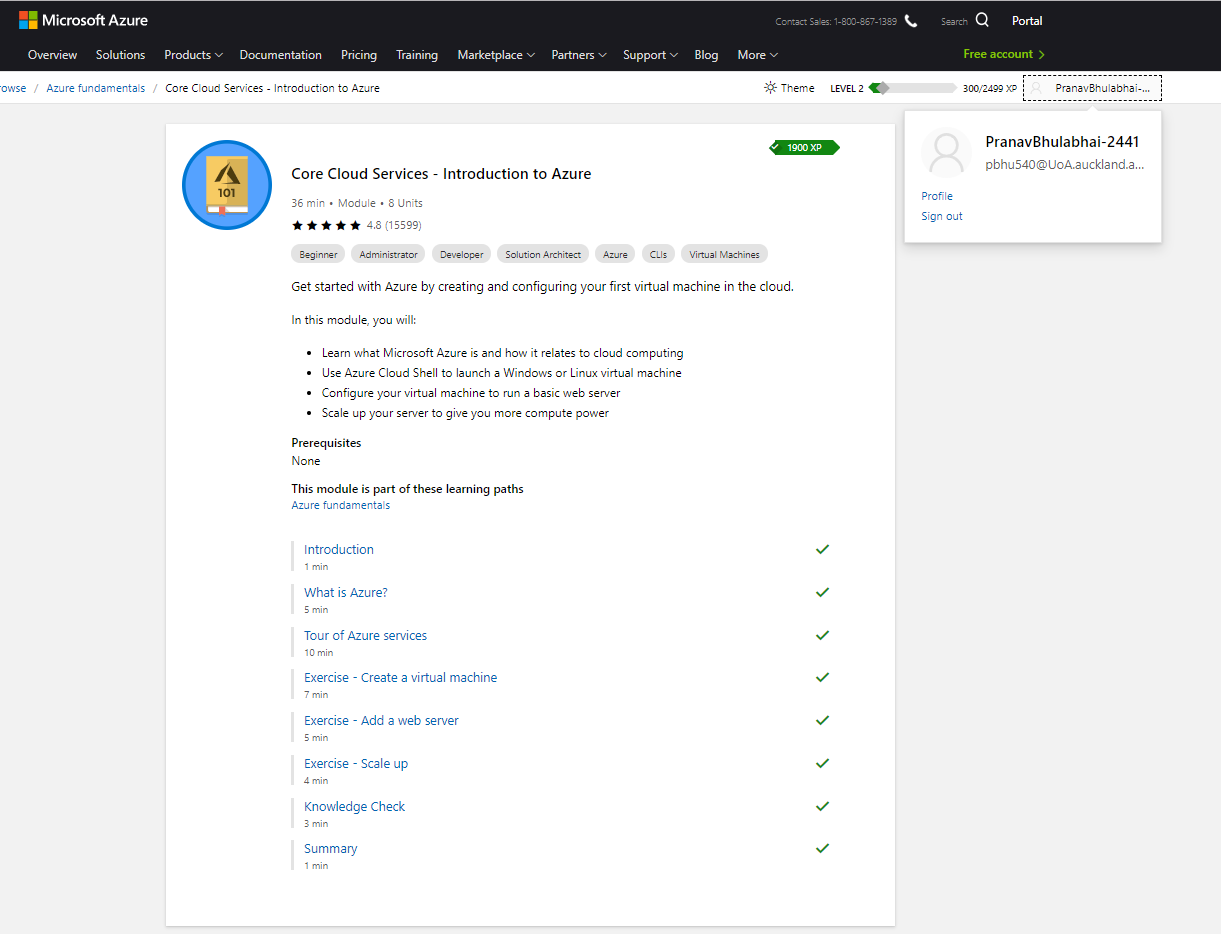 Microsoft Azure
Contact Sales: 1-800-867-1389
Search
Portal
Overview Solutions Products Documentation Pricing Training Marketplace Partners Support Blog More
Free account
rowse / Azure fundamentals / Core Cloud Services - Introduction to Azure
Theme LEVEL 2 300/2499 XP PranavBhulabhai-...
PranavBhulabhai-2441
pbhu540@UoA.auckland.a...
Profile
Sign out
101
1900 XP
Core Cloud Services - Introduction to Azure
36 min • Module • 8 Units
4.8 (15599)
Beginner Administrator Developer Solution Architect Azure CLIs Virtual Machines
Get started with Azure by creating and configuring your first virtual machine in the cloud.
In this module, you will:
• Learn what Microsoft Azure is and how it relates to cloud computing
• Use Azure Cloud Shell to launch a Windows or Linux virtual machine
• Configure your virtual machine to run a basic web server
• Scale up your server to give you more compute power
Prerequisites
None
This module is part of these learning paths
Azure fundamentals
Introduction
1 min
What is Azure?
5 min
Tour of Azure services
10 min
Exercise - Create a virtual machine
7 min
Exercise - Add a web server
5 min
Exercise - Scale up
4 min
Knowledge Check
3 min
Summary
1 min